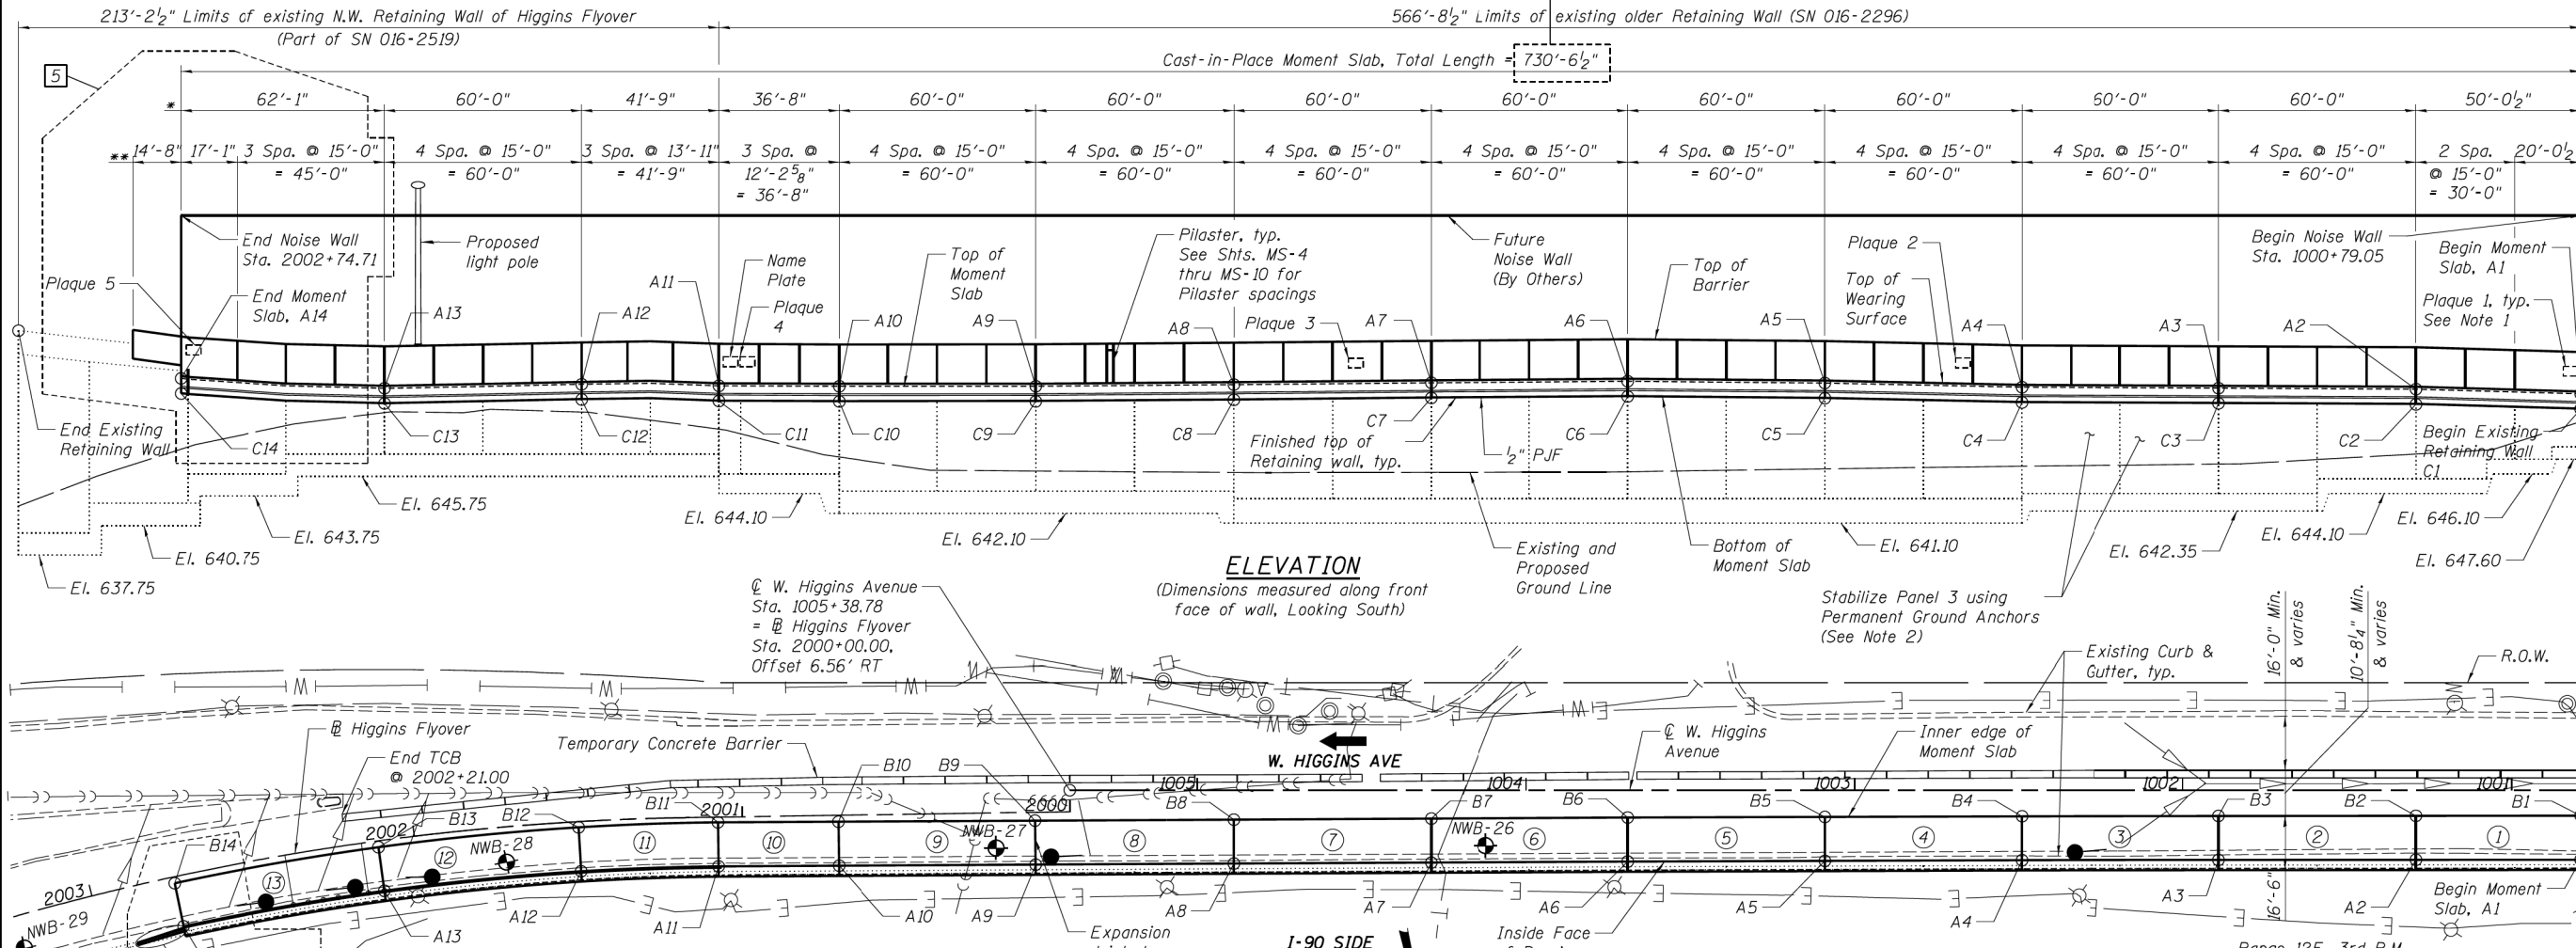 213'-2½" Limits of existing N.W. Retaining Wall of Higgins Flyover
(Part of SN 016-2519)
566'-8½" Limits of existing older Retaining Wall (SN 016-2296)
Cast-in-Place Moment Slab, Total Length = 730'-6½"
5
* 62'-1" 60'-0" 41'-9" 36'-8" 60'-0" 60'-0" 60'-0" 60'-0" 60'-0" 60'-0" 50'-0" 60'-0" 50'-0½"
** 14'-8" 17'-1" 3 Spa. @ 15'-0" 4 Spa. @ 15'-0" 3 Spa. @ 13'-11" 3 Spa. @ 4 Spa. @ 15'-0" 4 Spa. @ 15'-0" 4 Spa. @ 15'-0" 4 Spa. @ 15'-0" 4 Spa. @ 15'-0" 4 Spa. @ 15'-0" 4 Spa. @ 15'-0" 4 Spa. @ 15'-0" 2 Spa. 20'-0½
= 45'-0" = 60'-0" = 41'-9" 12'-2⅝" = 60'-0" = 60'-0" = 60'-0" = 60'-0" = 60'-0" = 60'-0" = 60'-0" = 60'-0" @ 15'-0"
= 36'-8" = 30'-0"
End Noise Wall
Sta. 2002+74.71
Proposed
light pole
Plaque 5
End Moment
Slab, A14
A13
A12
A11
Name
Plate
Plaque
4
Top of
Moment
Slab
A10
A9
Pilaster, typ.
See Shts. MS-4
thru MS-10 for
Pilaster spacings
A8
Plaque 3
A7
Future
Noise Wall
(By Others)
A6
Top of
Barrier
A5
Plaque 2
Top of
Wearing
Surface
A4
A3
A2
Begin Noise Wall
Sta. 1000+79.05
Begin Moment
Slab, A1
Plaque 1, typ.
See Note 1
End Existing
Retaining Wall
C14
C13
C12
C11
C10
C9
C8
C7
C6
C5
C4
C3
C2
Finished top of
Retaining wall, typ.
½" PJF
Begin Existing
Retaining Wall
C1
El. 637.75
El. 640.75
El. 643.75
El. 645.75
El. 644.10
El. 642.10
El. 641.10
El. 642.35
El. 644.10
El. 646.10
El. 647.60
Existing and
Proposed
Ground Line
Bottom of
Moment Slab
ELEVATION
(Dimensions measured along front
face of wall, Looking South)
Stabilize Panel 3 using
Permanent Ground Anchors
(See Note 2)
℄ W. Higgins Avenue
Sta. 1005+38.78
= ⅊ Higgins Flyover
Sta. 2000+00.00,
Offset 6.56' RT
16'-0" Min.
& varies
10'-8¼" Min.
& varies
Existing Curb &
Gutter, typ.
R.O.W.
⅊ Higgins Flyover
End TCB
@ 2002+21.00
Temporary Concrete Barrier
W. HIGGINS AVE
℄ W. Higgins
Avenue
Inner edge of
Moment Slab
1005 1004 1003 1002 1001
2003 2002 2001 2000
B14 B13 B12 B11 B10 B9 B8 B7 B6 B5 B4 B3 B2 B1
13 12 11 10 9 8 7 6 5 4 3 2 1
NWB-29
NWB-28
NWB-27
NWB-26
A13 A12 A11 A10 A9 A8 A7 A6 A5 A4 A3 A2
Begin Moment
Slab, A1
16'-6"
Expansion
I-90 SIDE
Inside Face
Range 12E, 3rd P.M.